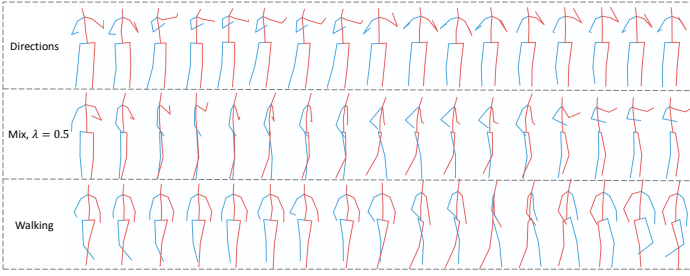 Directions
Mix, λ = 0.5
Walking